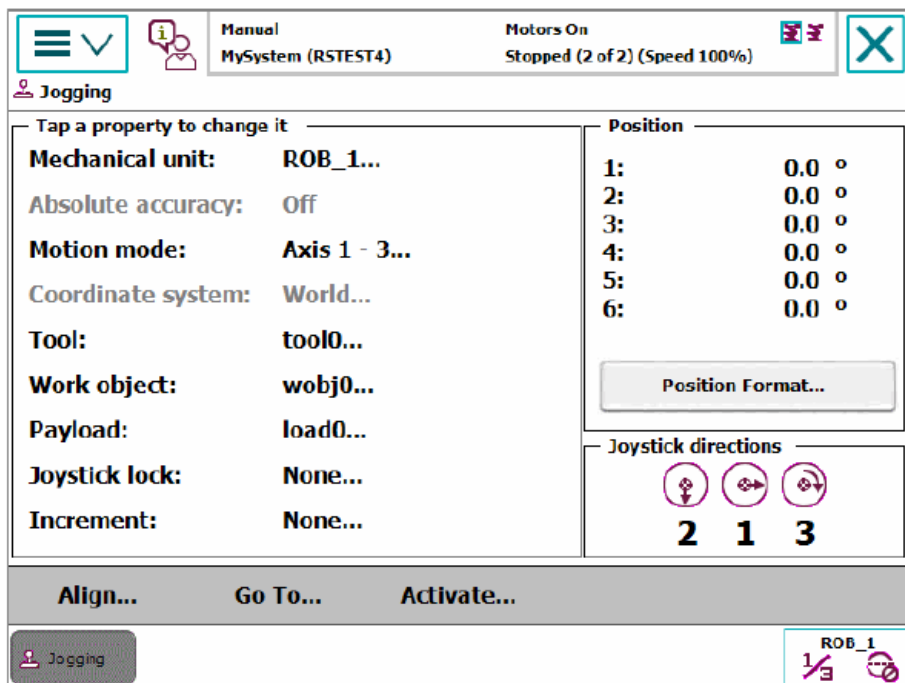 Manual
Motors On
MySystem (RSTEST4)
Stopped (2 of 2) (Speed 100%)
Jogging
Tap a property to change it
Mechanical unit: ROB_1...
Absolute accuracy: Off
Motion mode: Axis 1 - 3...
Coordinate system: World...
Tool: tool0...
Work object: wobj0...
Payload: load0...
Joystick lock: None...
Increment: None...
Position
1: 0.0 º
2: 0.0 º
3: 0.0 º
4: 0.0 º
5: 0.0 º
6: 0.0 º
Position Format...
Joystick directions
2 1 3
Align... Go To... Activate...
Jogging
ROB_1
1/3